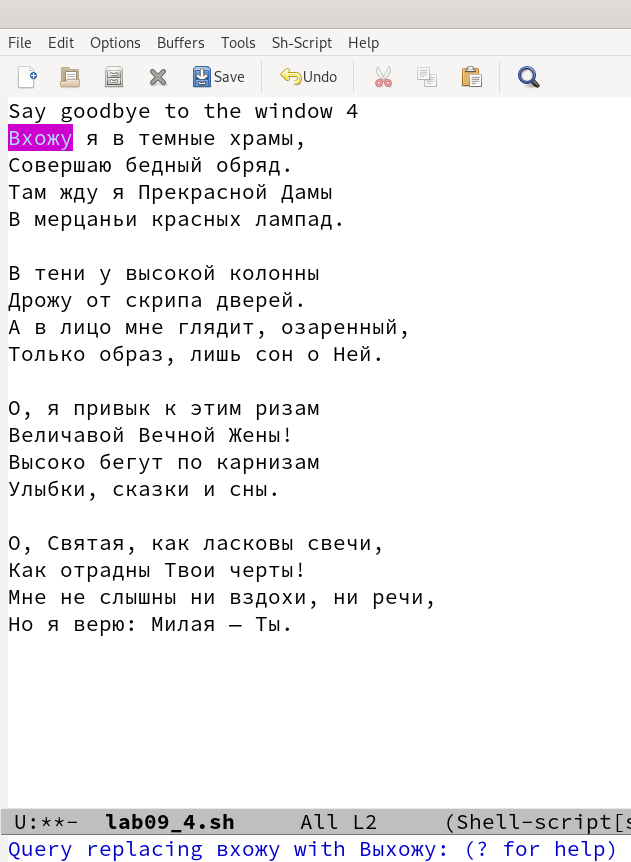 File Edit Options Buffers Tools Sh-Script Help
Save Undo
Say goodbye to the window 4
Вхожу я в темные храмы,
Совершаю бедный обряд.
Там жду я Прекрасной Дамы
В мерцаньи красных лампад.
В тени у высокой колонны
Дрожу от скрипа дверей.
А в лицо мне глядит, озаренный,
Только образ, лишь сон о Ней.
О, я привык к этим ризам
Величавой Вечной Жены!
Высоко бегут по карнизам
Улыбки, сказки и сны.
О, Святая, как ласковы свечи,
Как отрадны Твои черты!
Мне не слышны ни вздохи, ни речи,
Но я верю: Милая – Ты.
U:**- lab09_4.sh All L2 (Shell-script[s
Query replacing вхожу with Выхожу: (? for help)